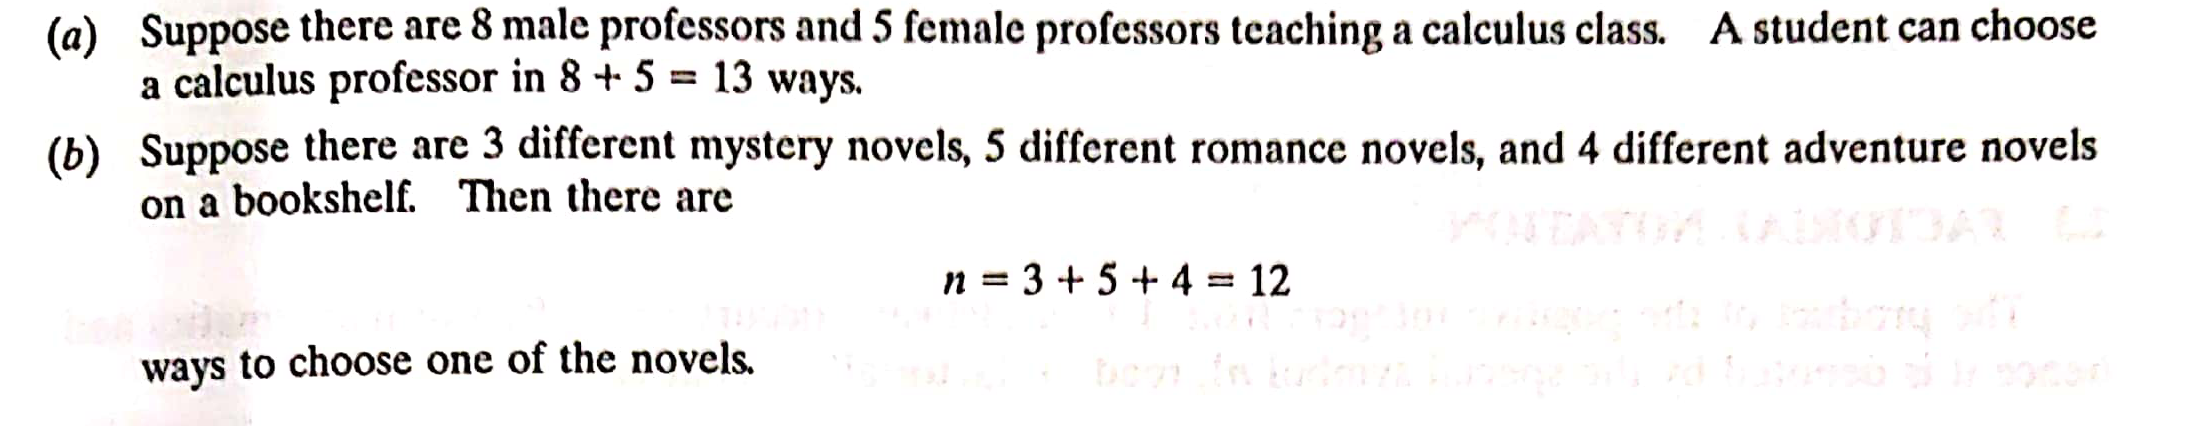 (a) Suppose there are 8 male professors and 5 female professors teaching a calculus class. A student can choose
a calculus professor in 8 + 5 = 13 ways.
(b) Suppose there are 3 different mystery novels, 5 different romance novels, and 4 different adventure novels
on a bookshelf. Then there are
n = 3 + 5 + 4 = 12
ways to choose one of the novels.